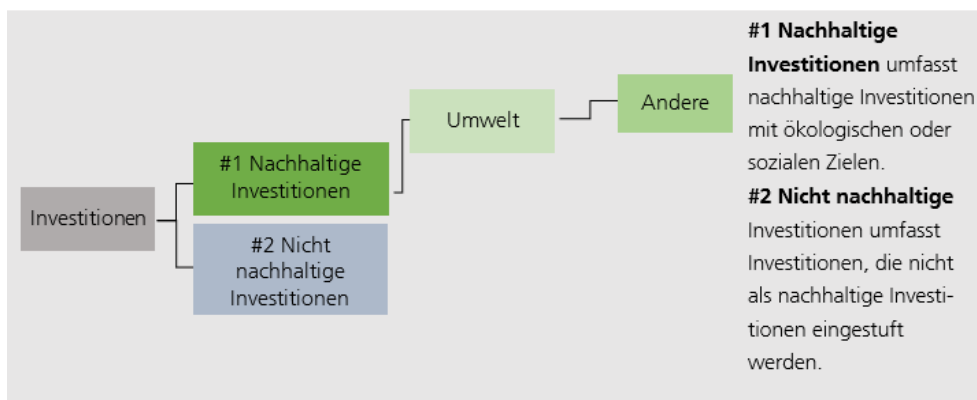 Investitionen
#1 Nachhaltige
Investitionen
#2 Nicht
nachhaltige
Investitionen
Umwelt
Andere
#1 Nachhaltige
Investitionen umfasst
nachhaltige Investitionen
mit ökologischen oder
sozialen Zielen.
#2 Nicht nachhaltige
Investitionen umfasst
Investitionen, die nicht
als nachhaltige Investi-
tionen eingestuft
werden.